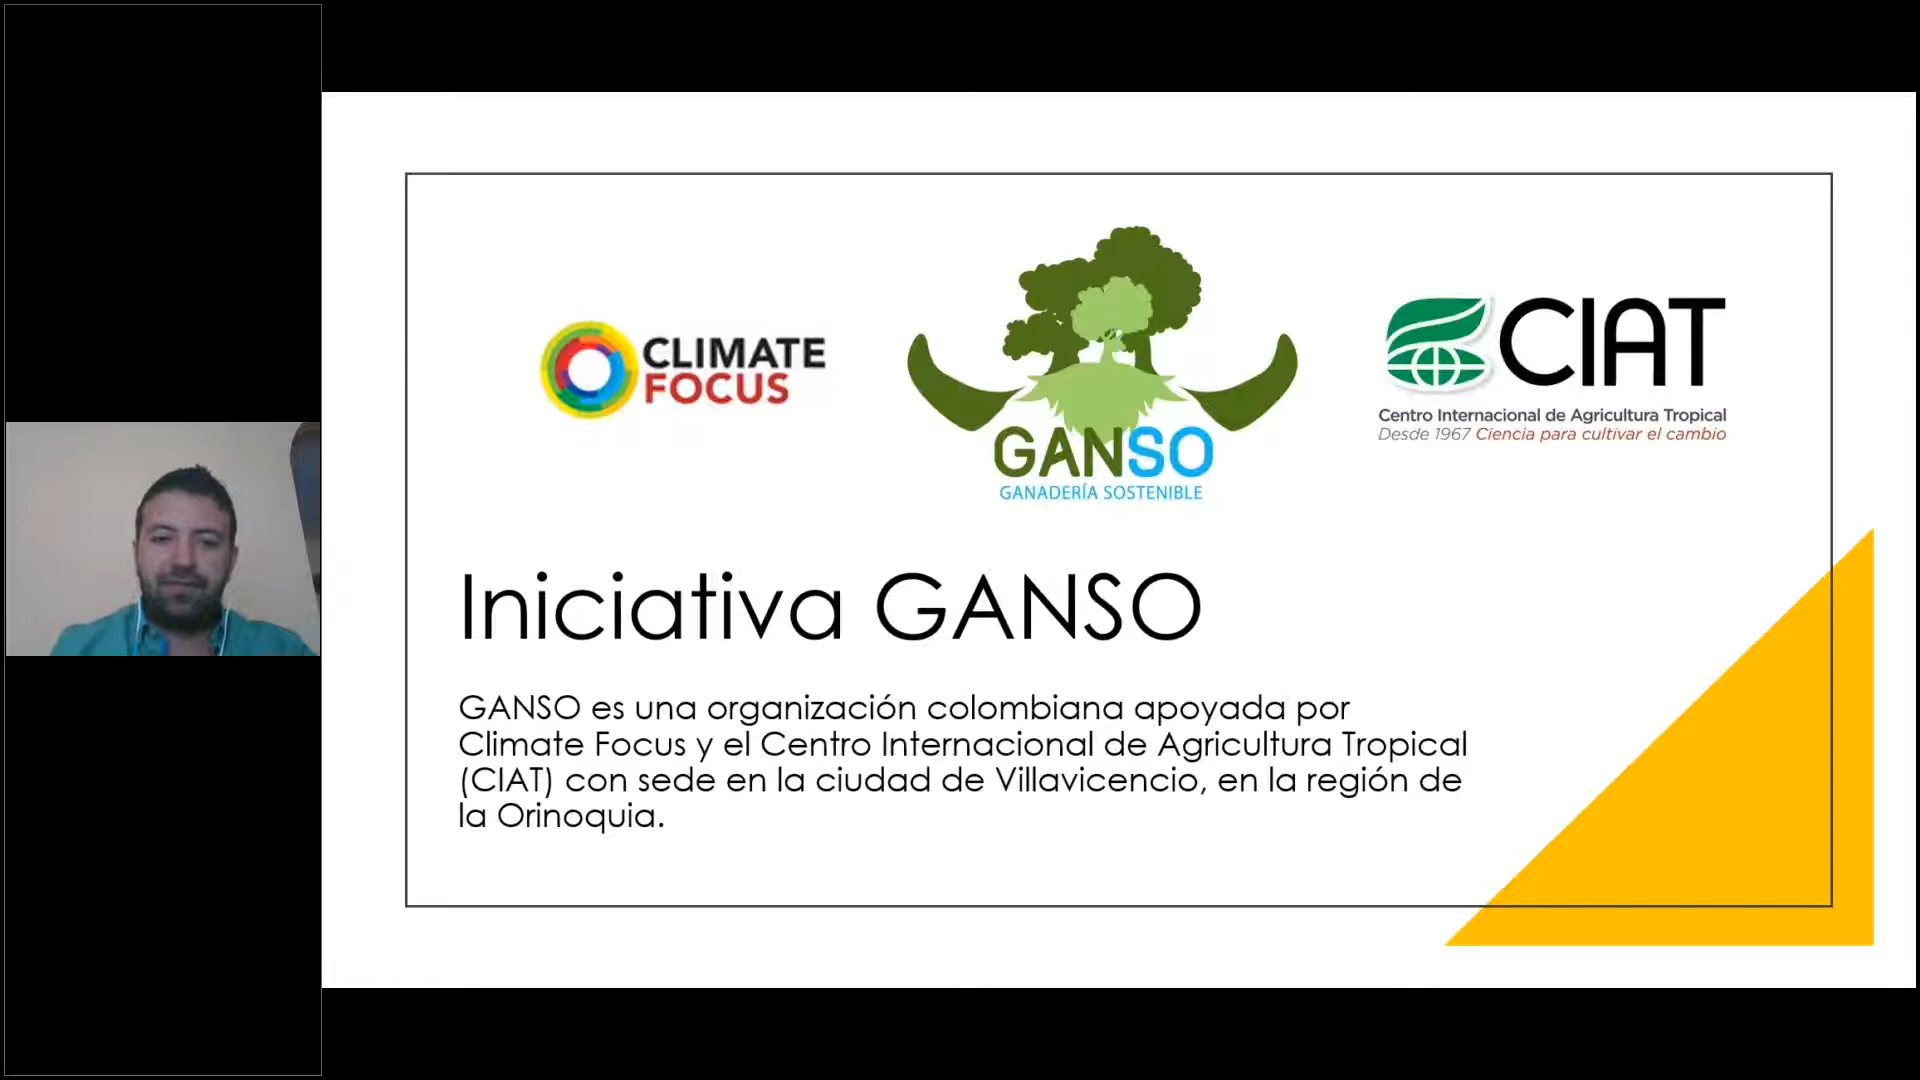 CLIMATE
FOCUS
GANSO
GANADERÍA SOSTENIBLE
CIAT
Centro Internacional de Agricultura Tropical
Desde 1967 Ciencia para cultivar el cambio
Iniciativa GANSO
GANSO es una organización colombiana apoyada por
Climate Focus y el Centro Internacional de Agricultura Tropical
(CIAT) con sede en la ciudad de Villavicencio, en la región de
la Orinoquia.